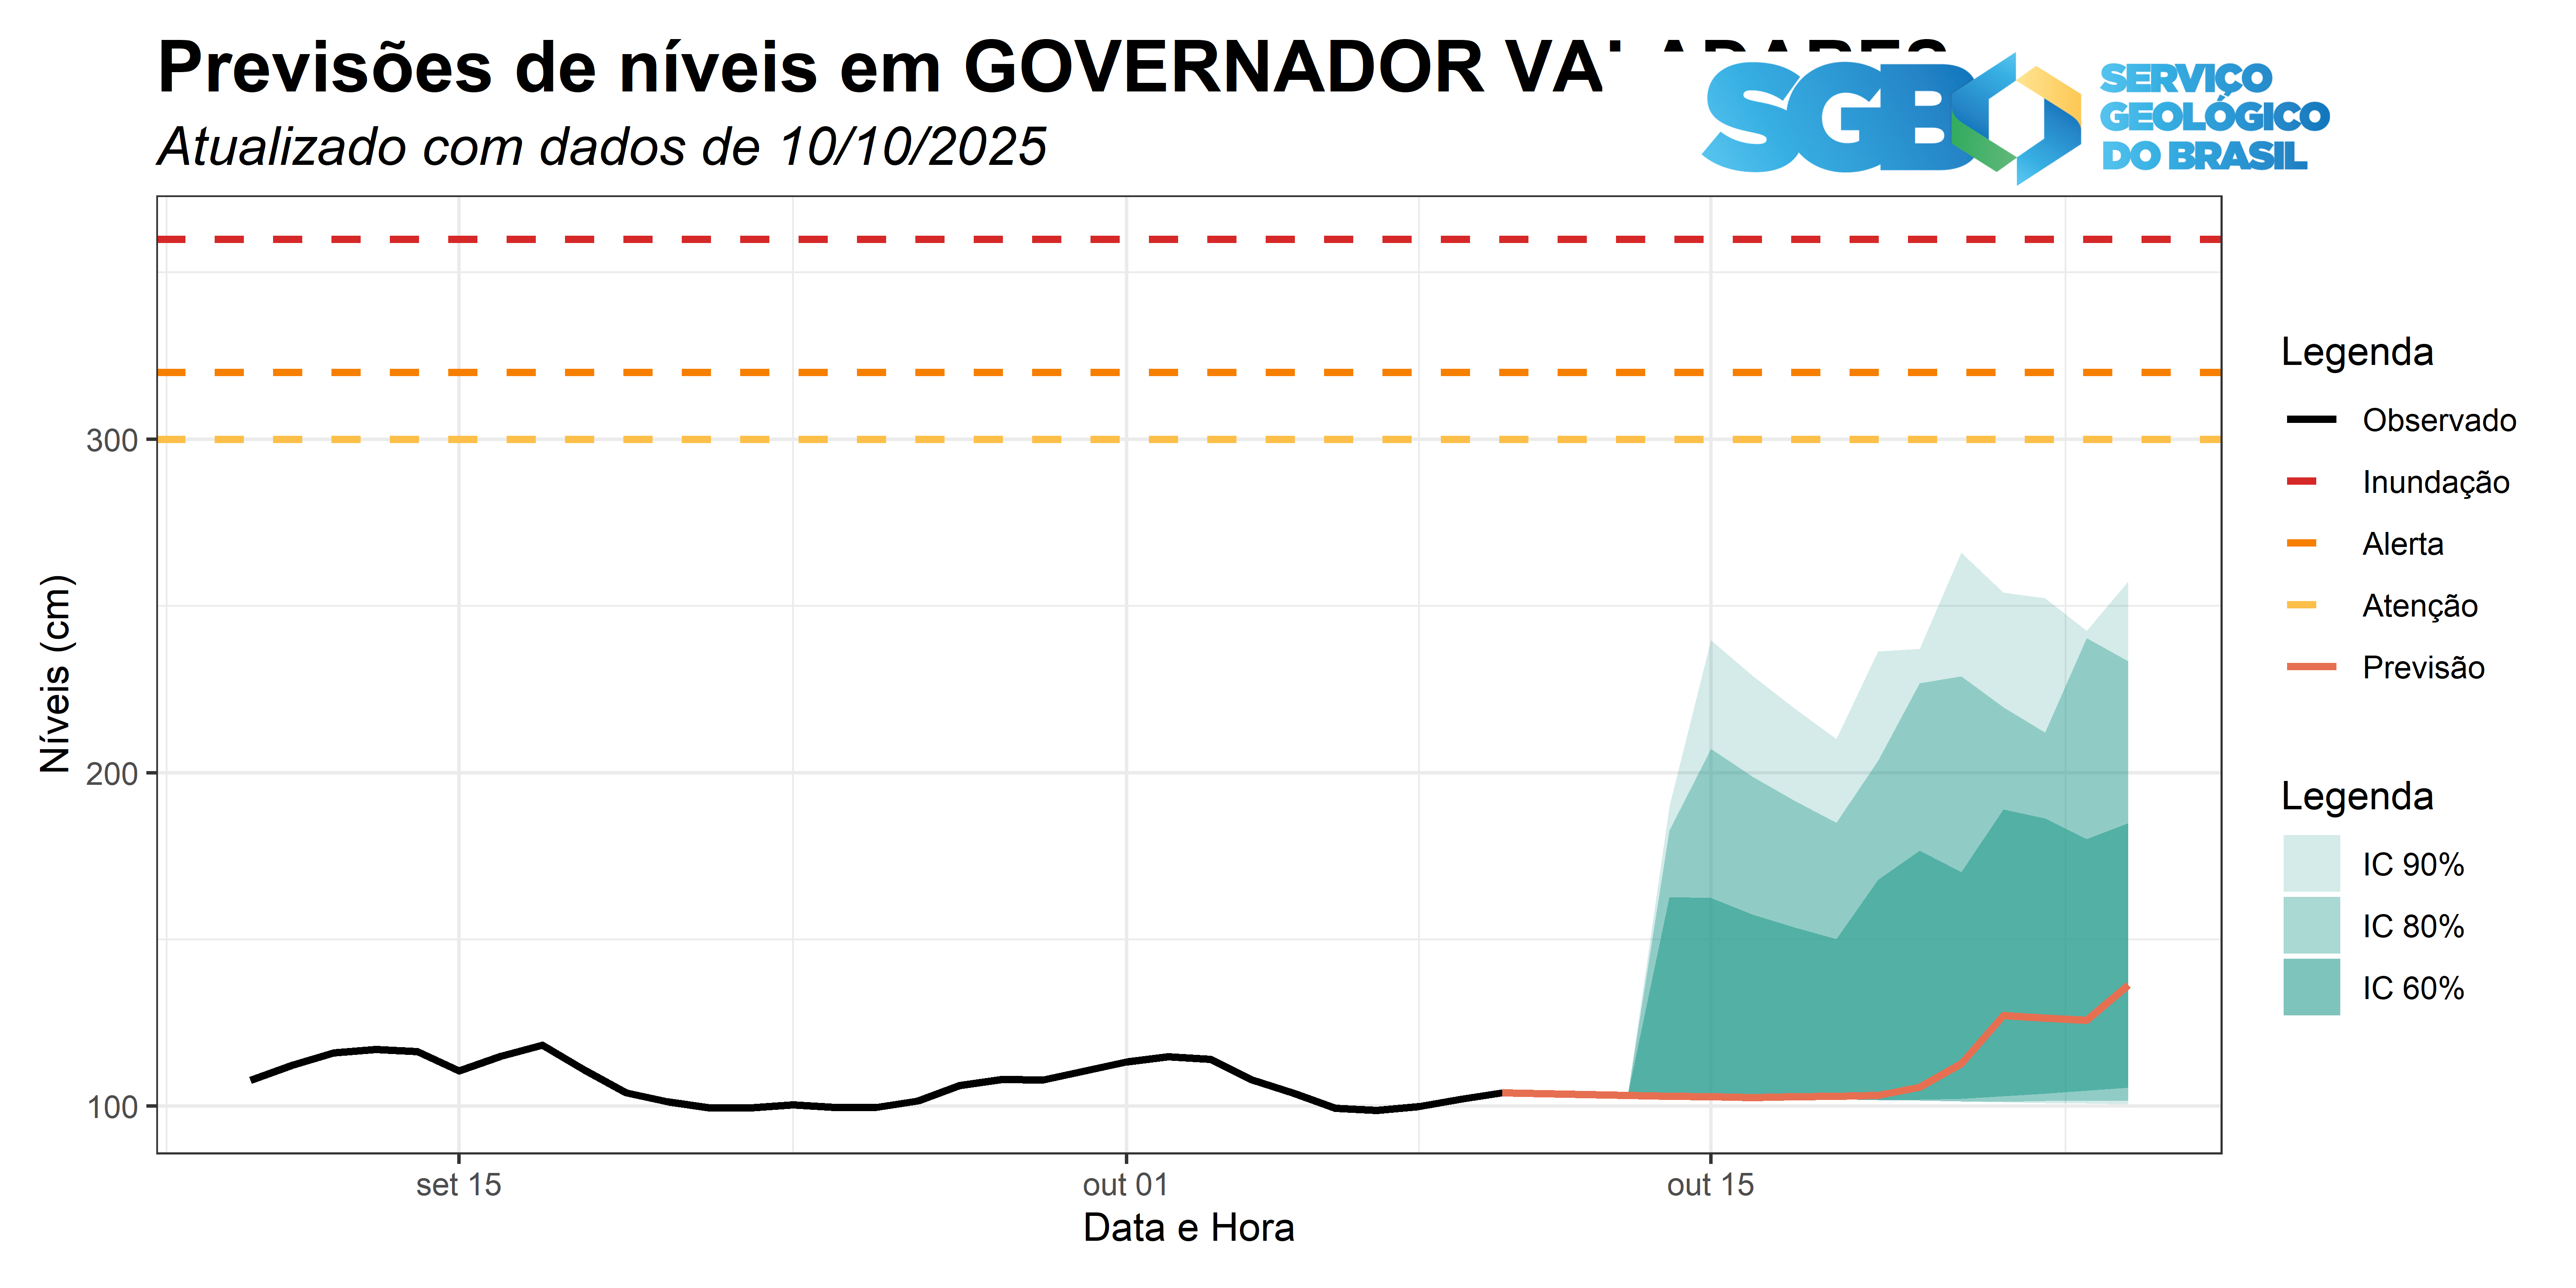 Previsões de níveis em GOVERNADOR VALADARES
Atualizado com dados de 10/10/2025
SGB
SERVIÇO
GEOLÓGICO
DO BRASIL
Níveis (cm)
300
200
100
set 15
out 01
out 15
Data e Hora
Legenda
Observado
Inundação
Alerta
Atenção
Previsão
Legenda
IC 90%
IC 80%
IC 60%